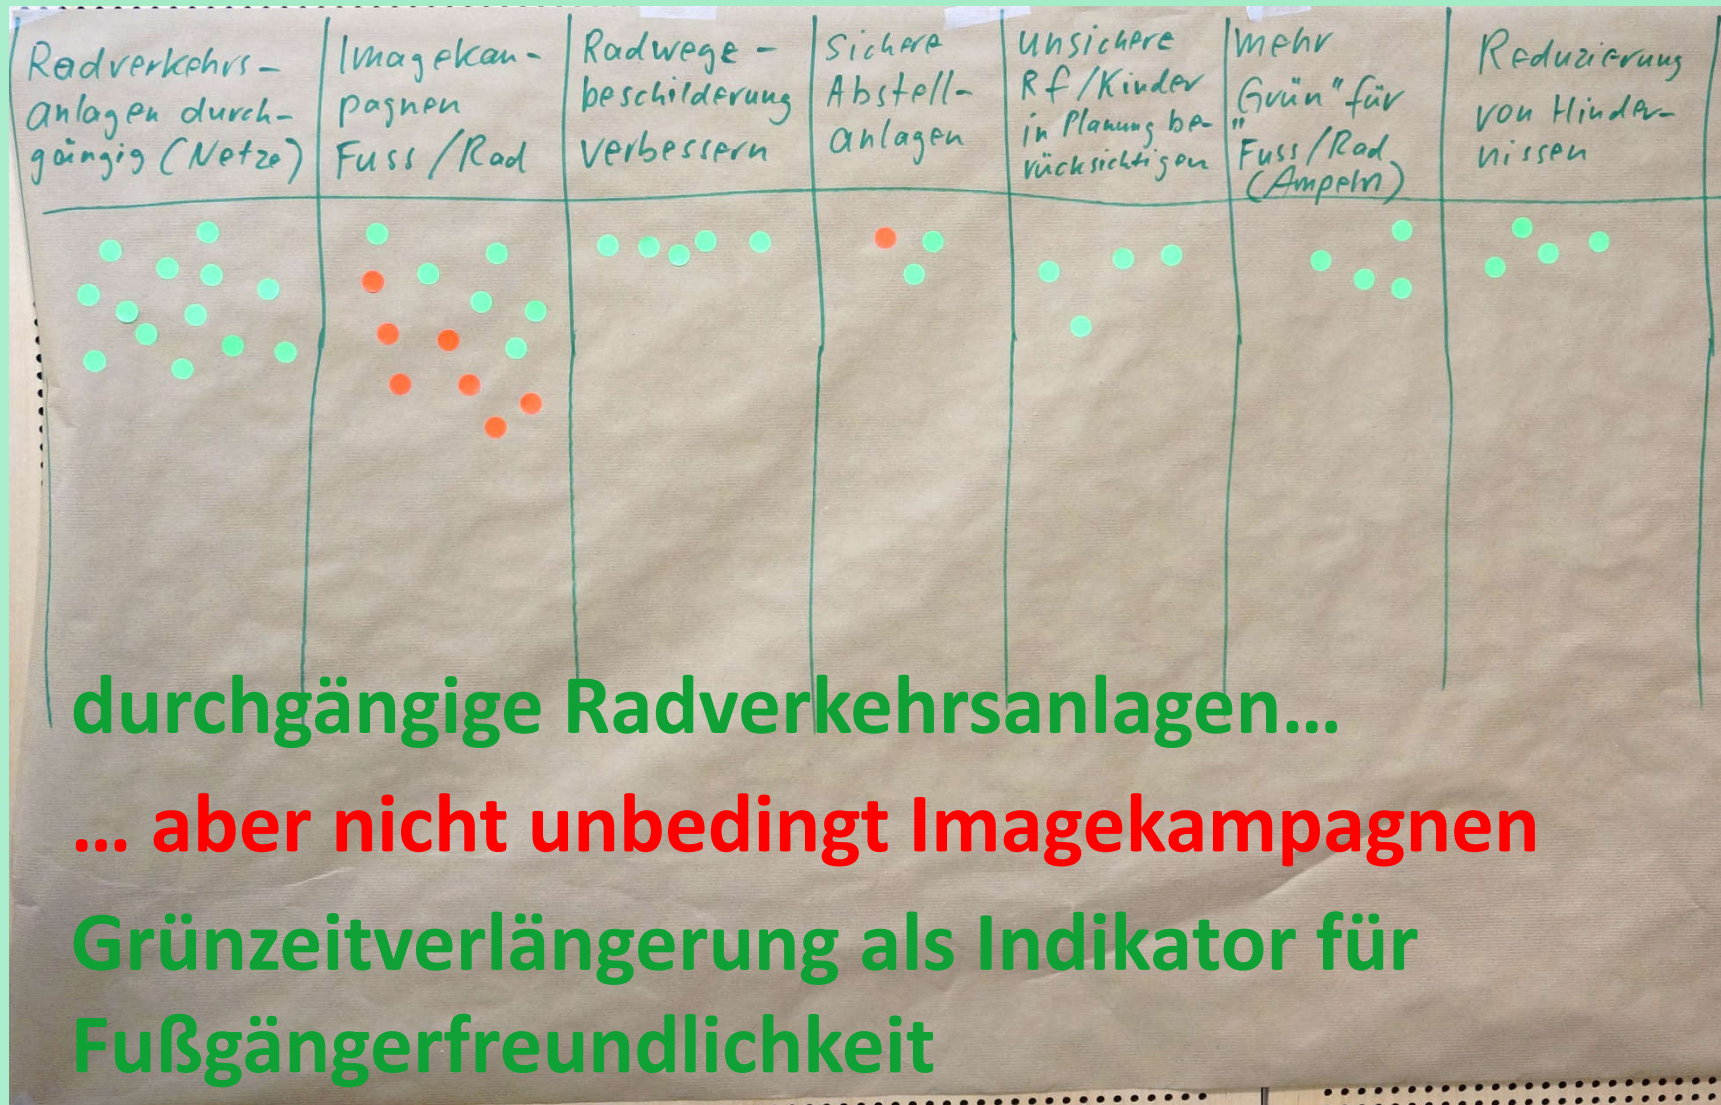 Radverkehrs-
anlagen durch-
gängig (Netze)
Imagekam-
pagnen
Fuss/Rad
Radwege-
beschilderung
verbessern
Sichere
Abstell-
anlagen
unsichere
Rf/Kinder
in Planung be-
rücksichtigen
mehr
„Grün" für
Fuss/Rad
(Ampeln)
Reduzierung
von Hinder-
nissen
durchgängige Radverkehrsanlagen...
... aber nicht unbedingt Imagekampagnen
Grünzeitverlängerung als Indikator für
Fußgängerfreundlichkeit